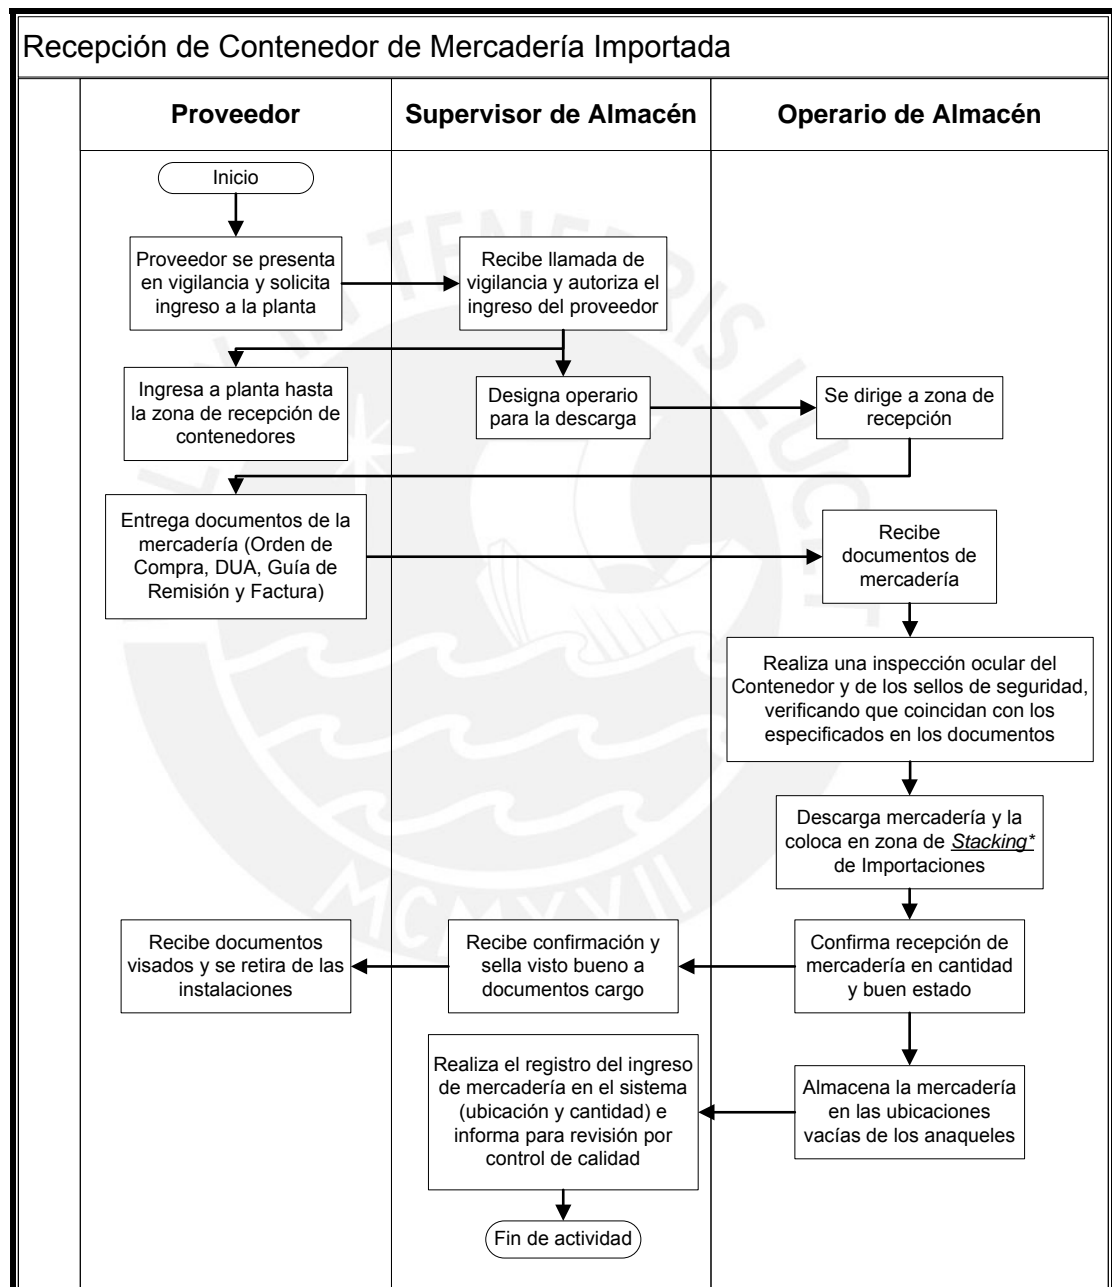 Recepción de Contenedor de Mercadería Importada
Proveedor
Supervisor de Almacén
Operario de Almacén
Inicio
Proveedor se presenta
en vigilancia y solicita
ingreso a la planta
Recibe llamada de
vigilancia y autoriza el
ingreso del proveedor
Ingresa a planta hasta
la zona de recepción de
contenedores
Designa operario
para la descarga
Se dirige a zona de
recepción
Entrega documentos de la
mercadería (Orden de
Compra, DUA, Guía de
Remisión y Factura)
Recibe
documentos de
mercadería
Realiza una inspección ocular del
Contenedor y de los sellos de seguridad,
verificando que coincidan con los
especificados en los documentos
Descarga mercadería y la
coloca en zona de Stacking*
de Importaciones
Recibe documentos
visados y se retira de las
instalaciones
Recibe confirmación y
sella visto bueno a
documentos cargo
Confirma recepción de
mercadería en cantidad
y buen estado
Realiza el registro del ingreso
de mercadería en el sistema
(ubicación y cantidad) e
informa para revisión por
control de calidad
Almacena la mercadería
en las ubicaciones
vacías de los anaqueles
Fin de actividad